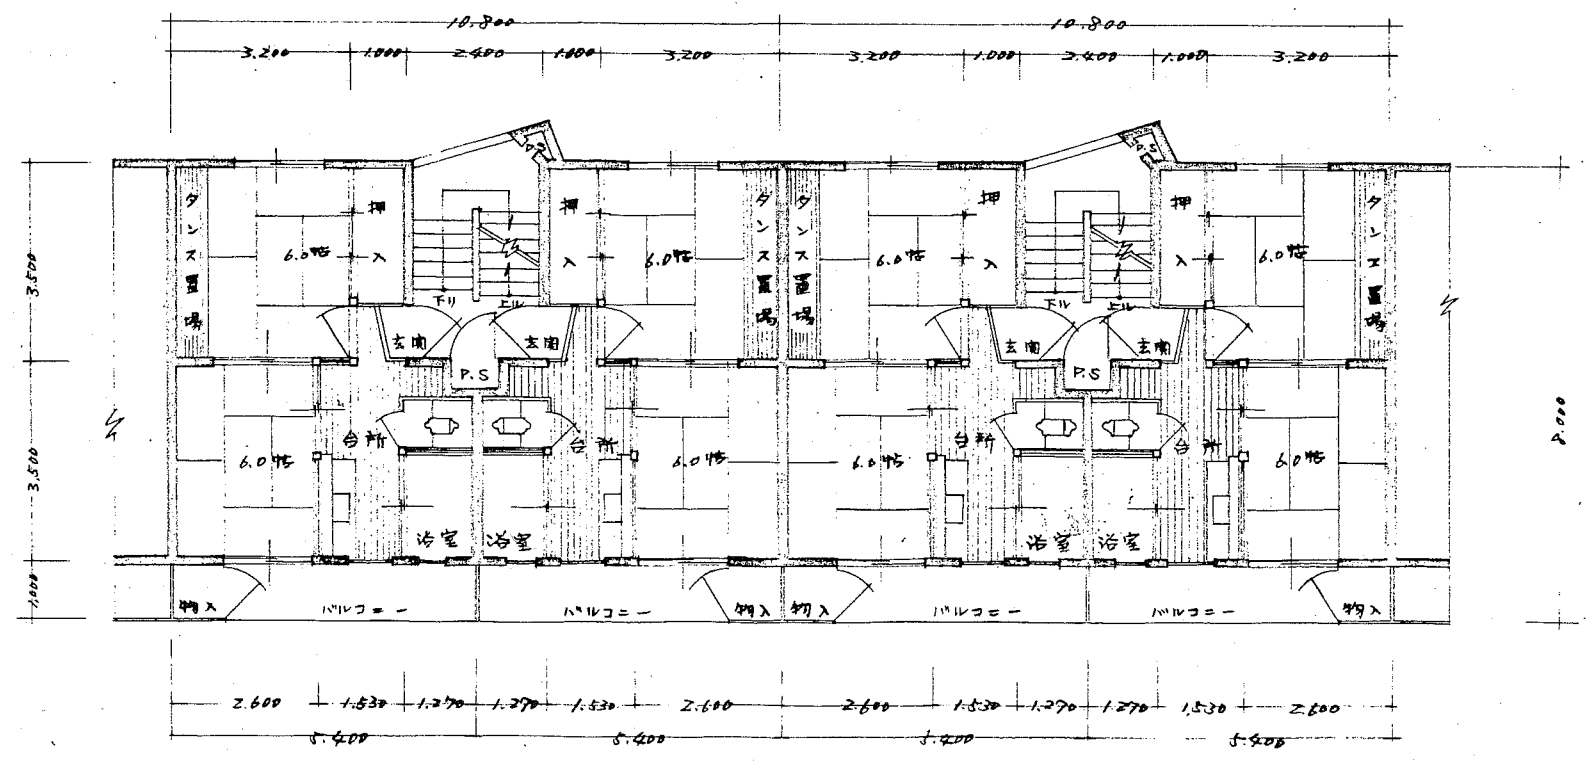 10.800 10.800
3.200 1.000 2.400 1.000 3.200 3.200 1.000 2.400 1.000 3.200
タンス置場 6.0帖 押入 押入 6.0帖 タンス置場 タンス置場 6.0帖 押入 押入 6.0帖 タンス置場
下リ 上ル 下ル 上ル
玄関 玄関 玄関 玄関
P.S P.S
6.0帖 台所 台所 6.0帖 6.0帖 台所 台所 6.0帖
浴室 浴室 浴室 浴室
物入 バルコニー バルコニー 物入 物入 バルコニー バルコニー 物入
3.500
3.500
1.000
8.000
2.600 1.530 1.270 1.270 1.530 2.600 2.600 1.530 1.270 1.270 1.530 2.600
5.400 5.400 5.400 5.400